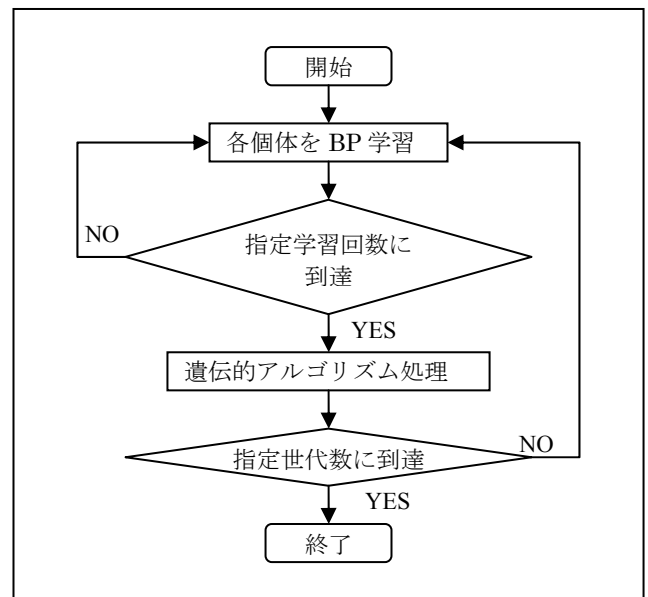 開始
各個体を BP 学習
NO
指定学習回数に
到達
YES
遺伝的アルゴリズム処理
指定世代数に到達
NO
YES
終了